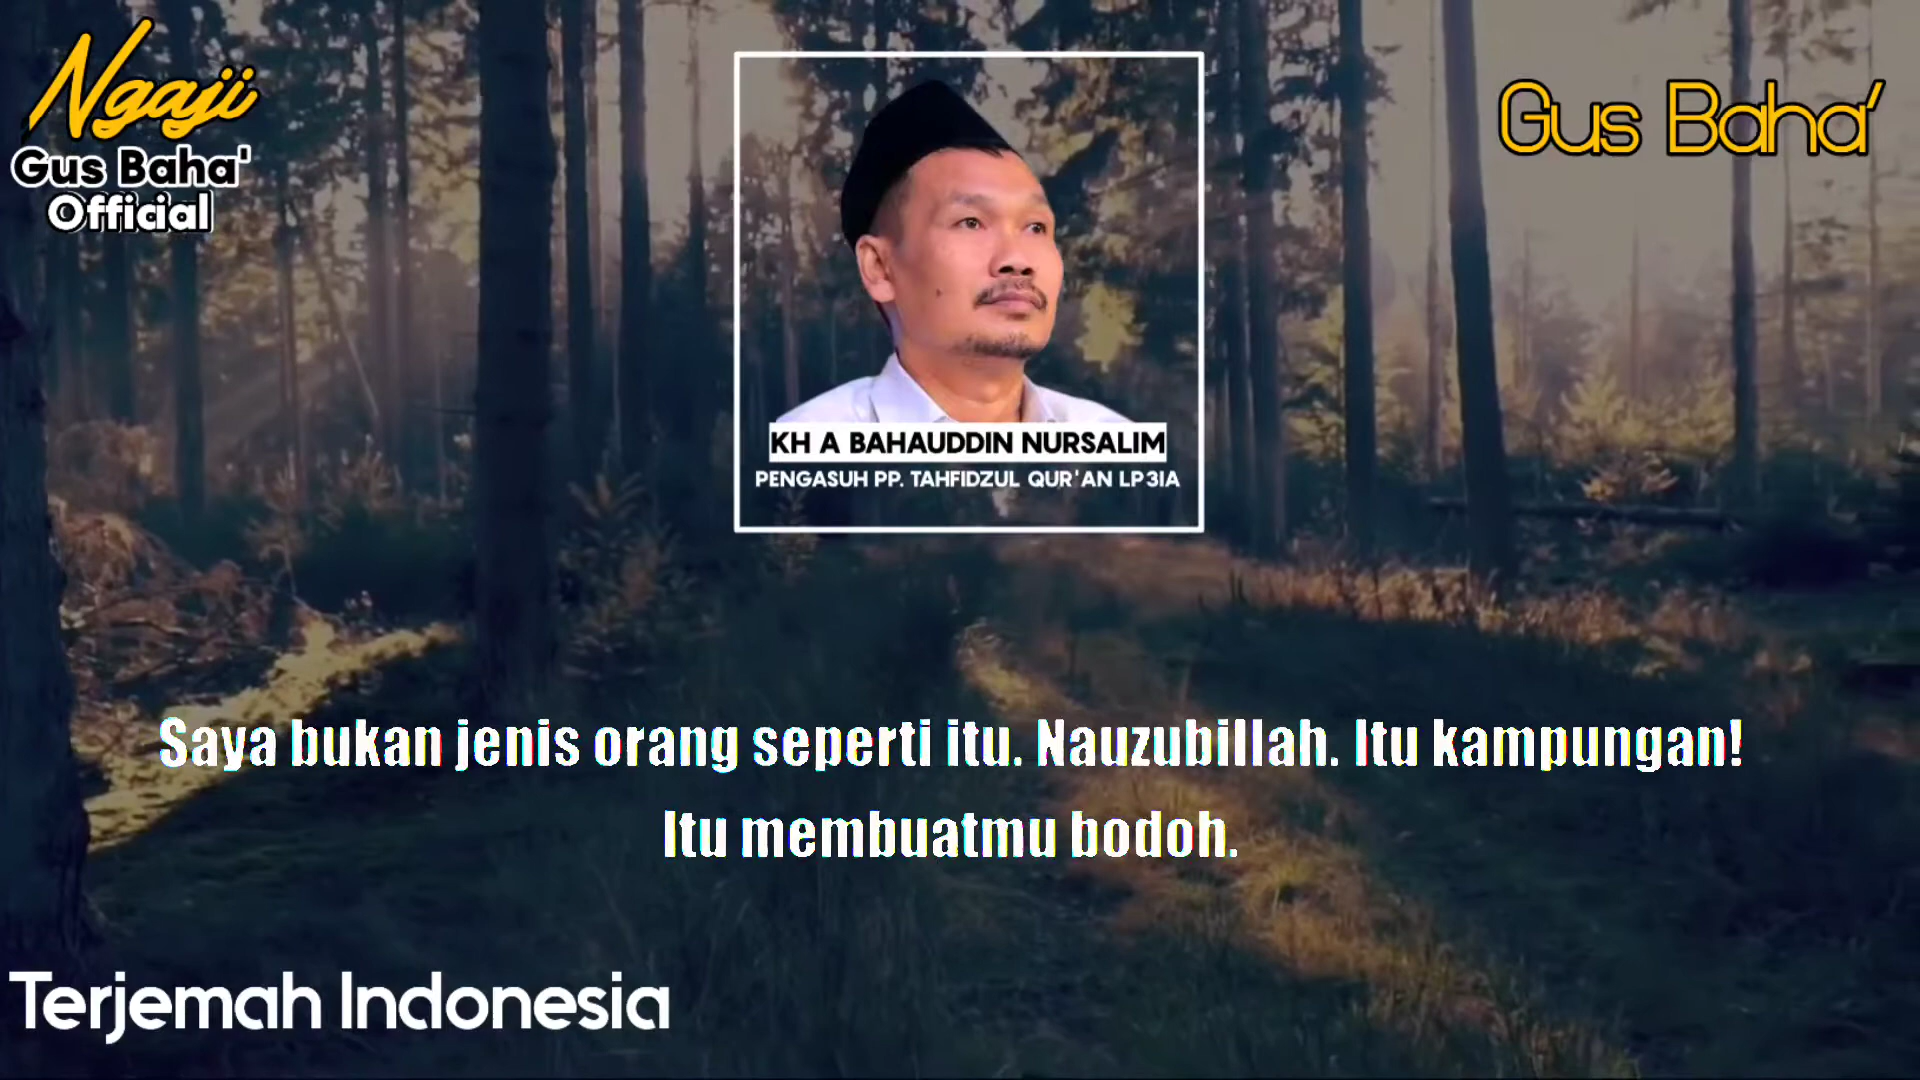 Ngaji
Gus Baha'
Official
Gus Baha'
KH A BAHAUDDIN NURSALIM
PENGASUH PP. TAHFIDZUL QUR'AN LP3IA
Saya bukan jenis orang seperti itu. Nauzubillah. Itu kampungan!
Itu membuatmu bodoh.
Terjemah Indonesia